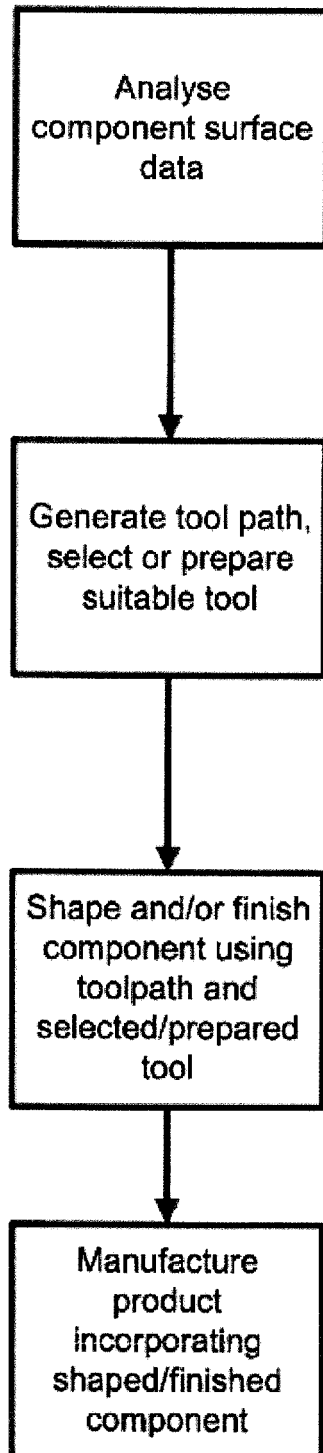 Analyse
component surface
data
Generate tool path,
select or prepare
suitable tool
Shape and/or finish
component using
toolpath and
selected/prepared
tool
Manufacture
product
incorporating
shaped/finished
component